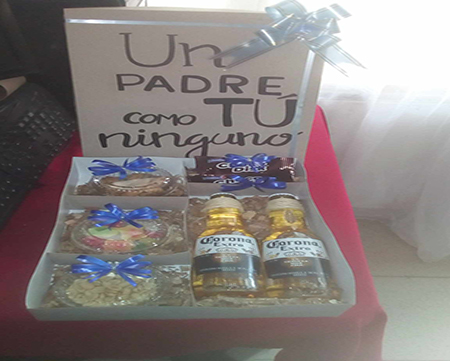 Un
PADRE
COMO TÚ
ninguno
Corona
Extra
Corona
Extra